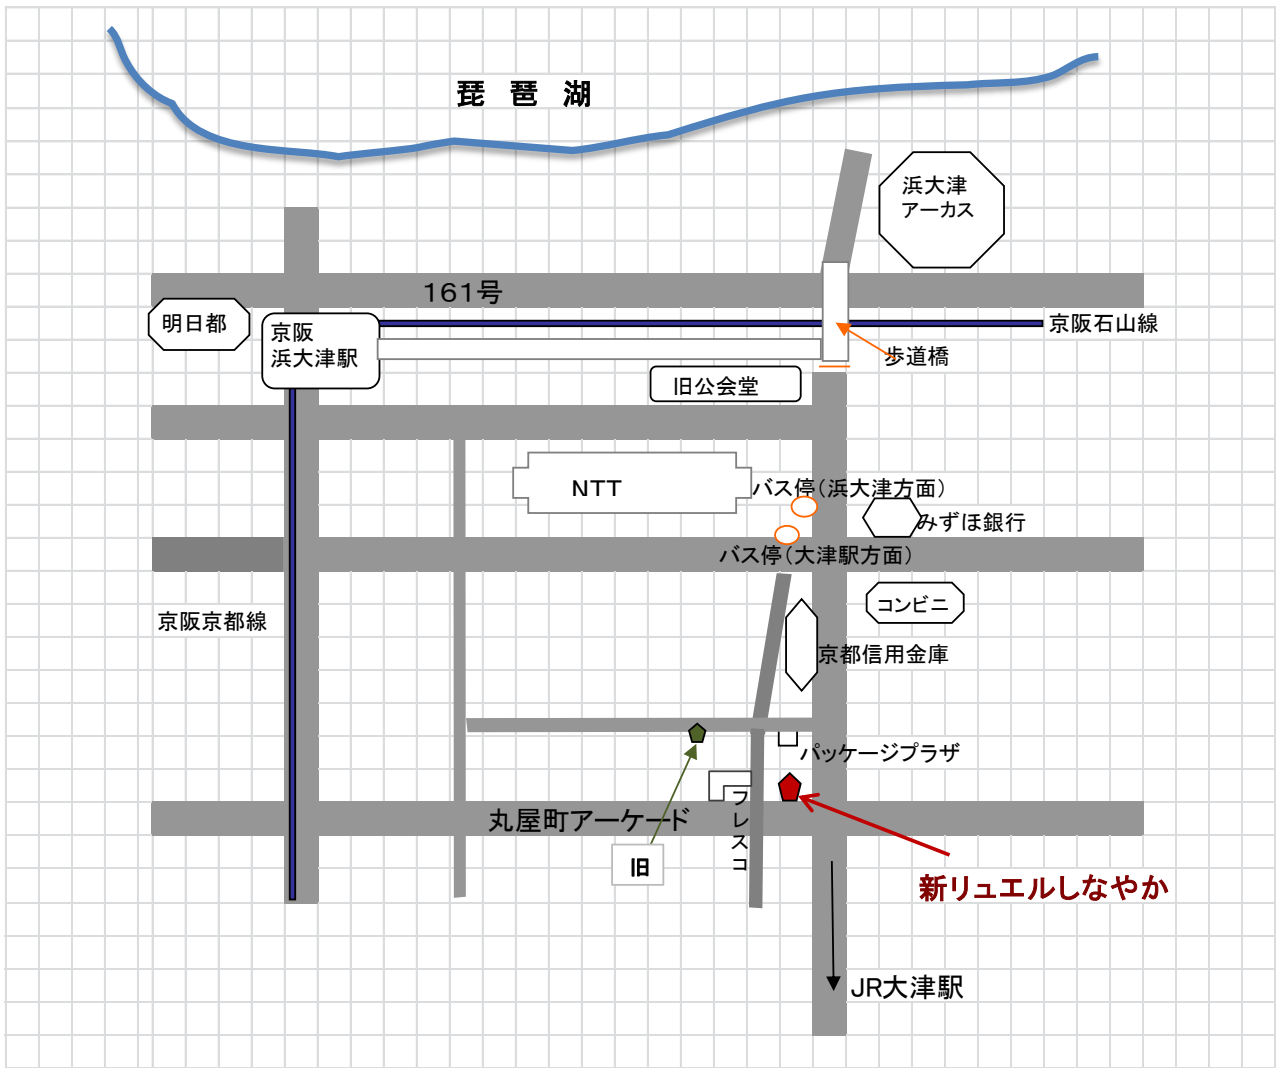 琵 琶 湖
浜大津
アーカス
161号
明日都
京阪
浜大津駅
京阪石山線
歩道橋
旧公会堂
NTT
バス停(浜大津方面)
みずほ銀行
バス停(大津駅方面)
コンビニ
京阪京都線
京都信用金庫
パッケージプラザ
フレスコ
丸屋町アーケード
旧
新リュエルしなやか
JR大津駅